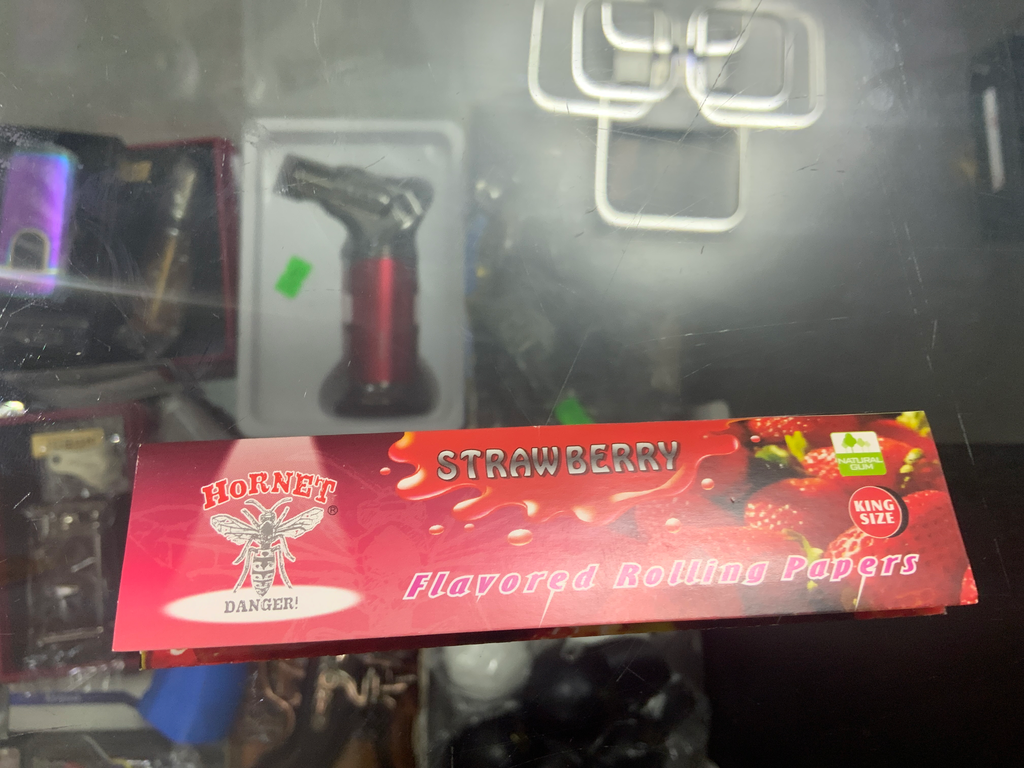 HORNET®
DANGER!
STRAWBERRY
Flavored Rolling Papers
NATURAL
GUM
KING
SIZE